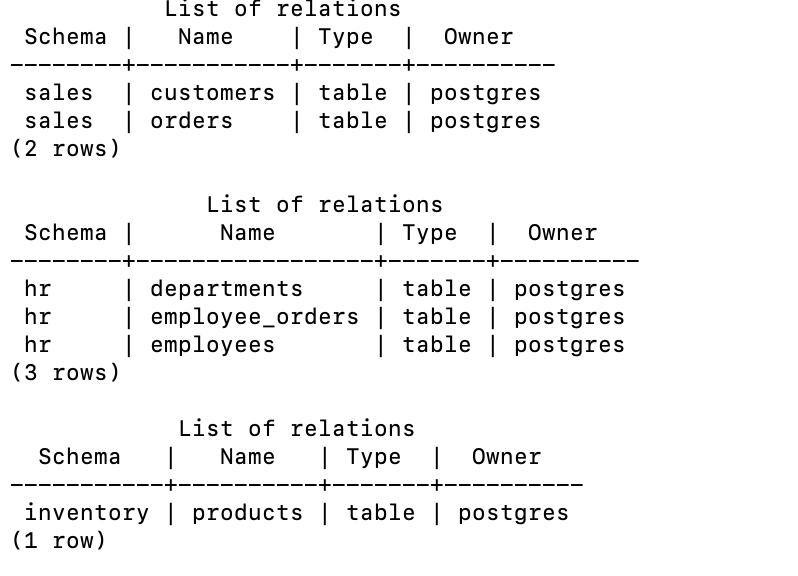 List of relations
 Schema |   Name    | Type  |  Owner
--------+-----------+-------+----------
 sales  | customers | table | postgres
 sales  | orders    | table | postgres
(2 rows)

              List of relations
 Schema |      Name       | Type  |  Owner
--------+-----------------+-------+----------
 hr     | departments     | table | postgres
 hr     | employee_orders | table | postgres
 hr     | employees       | table | postgres
(3 rows)

            List of relations
  Schema   |   Name   | Type  |  Owner
-----------+----------+-------+----------
 inventory | products | table | postgres
(1 row)